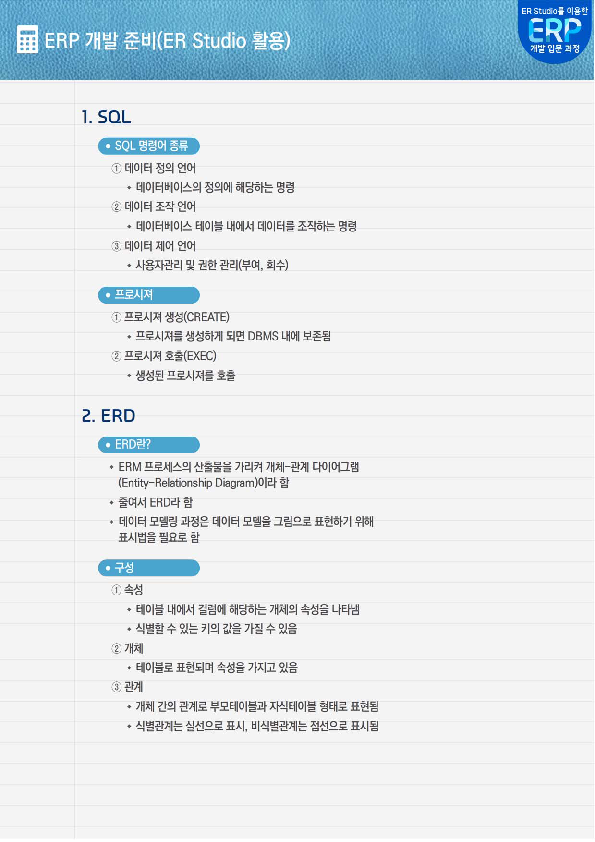 ERP 개발 준비(ER Studio 활용)
ER Studio를 이용한
ERP
개발 입문 과정
1. SQL
• SQL 명령어 종류
① 데이터 정의 언어
• 데이터베이스의 정의에 해당하는 명령
② 데이터 조작 언어
• 데이터베이스 테이블 내에서 데이터를 조작하는 명령
③ 데이터 제어 언어
• 사용자관리 및 권한 관리(부여, 회수)
• 프로시져
① 프로시져 생성(CREATE)
• 프로시져를 생성하게 되면 DBMS 내에 보존됨
② 프로시져 호출(EXEC)
• 생성된 프로시져를 호출
2. ERD
• ERD란?
• ERM 프로세스의 산출물을 가리켜 개체-관계 다이어그램
(Entity-Relationship Diagram)이라 함
• 줄여서 ERD라 함
• 데이터 모델링 과정은 데이터 모델을 그림으로 표현하기 위해
표시법을 필요로 함
• 구성
① 속성
• 테이블 내에서 컬럼에 해당하는 개체의 속성을 나타냄
• 식별할 수 있는 키의 값을 가질 수 있음
② 개체
• 테이블로 표현되며 속성을 가지고 있음
③ 관계
• 개체 간의 관계로 부모테이블과 자식테이블 형태로 표현됨
• 식별관계는 실선으로 표시, 비식별관계는 점선으로 표시됨